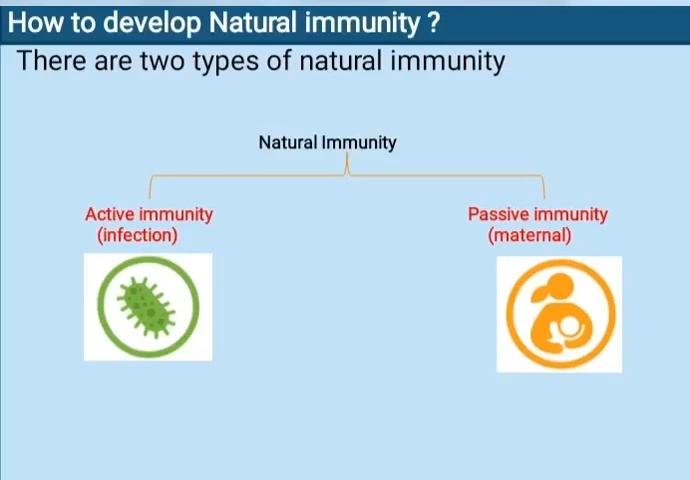 How to develop Natural immunity ?
There are two types of natural immunity
Natural Immunity
Active immunity
(infection)
Passive immunity
(maternal)